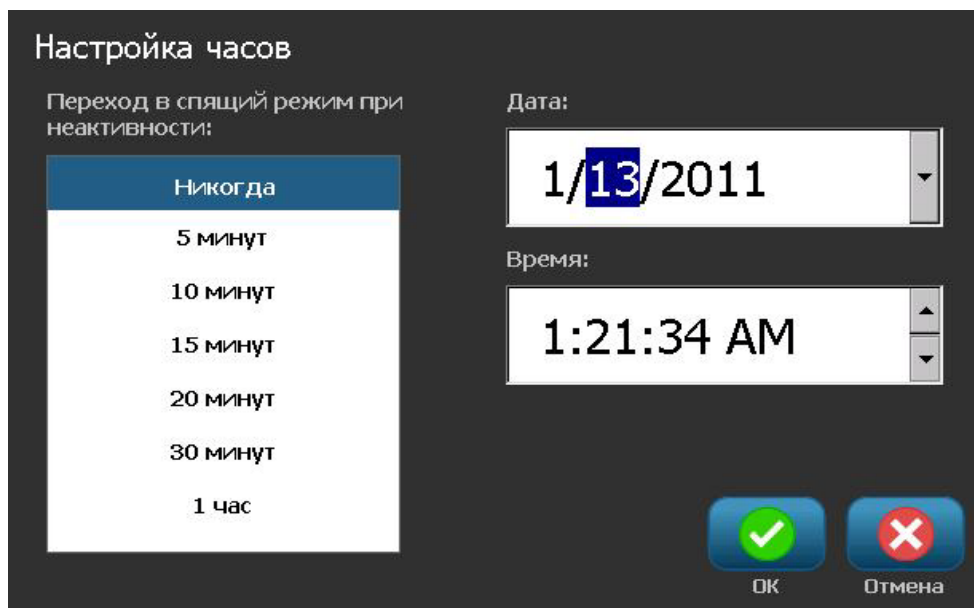 Настройка часов
Переход в спящий режим при
неактивности:
Никогда
5 минут
10 минут
15 минут
20 минут
30 минут
1 час
Дата:
1/13/2011
Время:
1:21:34 AM
ОК
Отмена